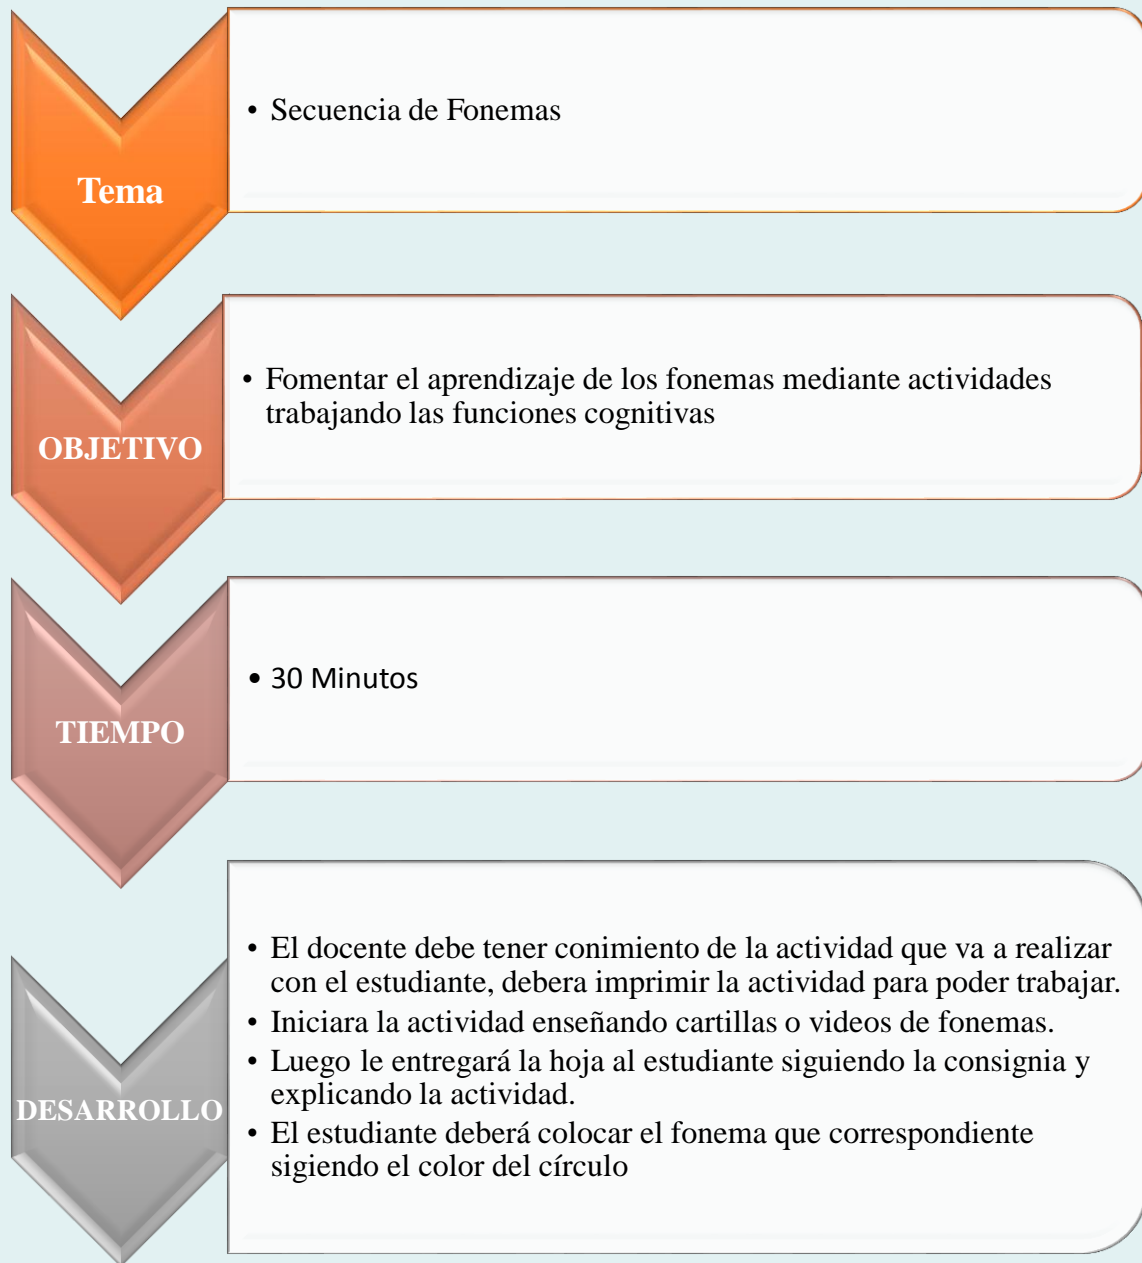 Tema
• Secuencia de Fonemas
OBJETIVO
• Fomentar el aprendizaje de los fonemas mediante actividades
trabajando las funciones cognitivas
TIEMPO
• 30 Minutos
DESARROLLO
• El docente debe tener conimiento de la actividad que va a realizar
con el estudiante, debera imprimir la actividad para poder trabajar.
• Iniciara la actividad enseñando cartillas o videos de fonemas.
• Luego le entregará la hoja al estudiante siguiendo la consignia y
explicando la actividad.
• El estudiante deberá colocar el fonema que correspondiente
sigiendo el color del círculo